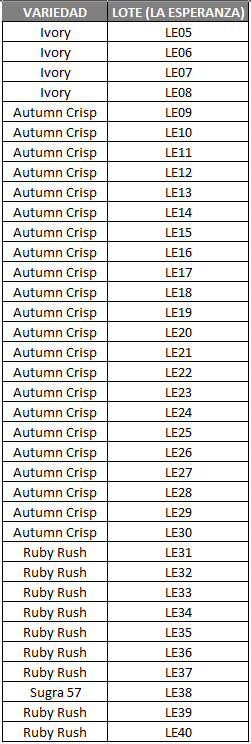 VARIEDAD LOTE (LA ESPERANZA)
Ivory LE05
Ivory LE06
Ivory LE07
Ivory LE08
Autumn Crisp LE09
Autumn Crisp LE10
Autumn Crisp LE11
Autumn Crisp LE12
Autumn Crisp LE13
Autumn Crisp LE14
Autumn Crisp LE15
Autumn Crisp LE16
Autumn Crisp LE17
Autumn Crisp LE18
Autumn Crisp LE19
Autumn Crisp LE20
Autumn Crisp LE21
Autumn Crisp LE22
Autumn Crisp LE23
Autumn Crisp LE24
Autumn Crisp LE25
Autumn Crisp LE26
Autumn Crisp LE27
Autumn Crisp LE28
Autumn Crisp LE29
Autumn Crisp LE30
Ruby Rush LE31
Ruby Rush LE32
Ruby Rush LE33
Ruby Rush LE34
Ruby Rush LE35
Ruby Rush LE36
Ruby Rush LE37
Sugra 57 LE38
Ruby Rush LE39
Ruby Rush LE40